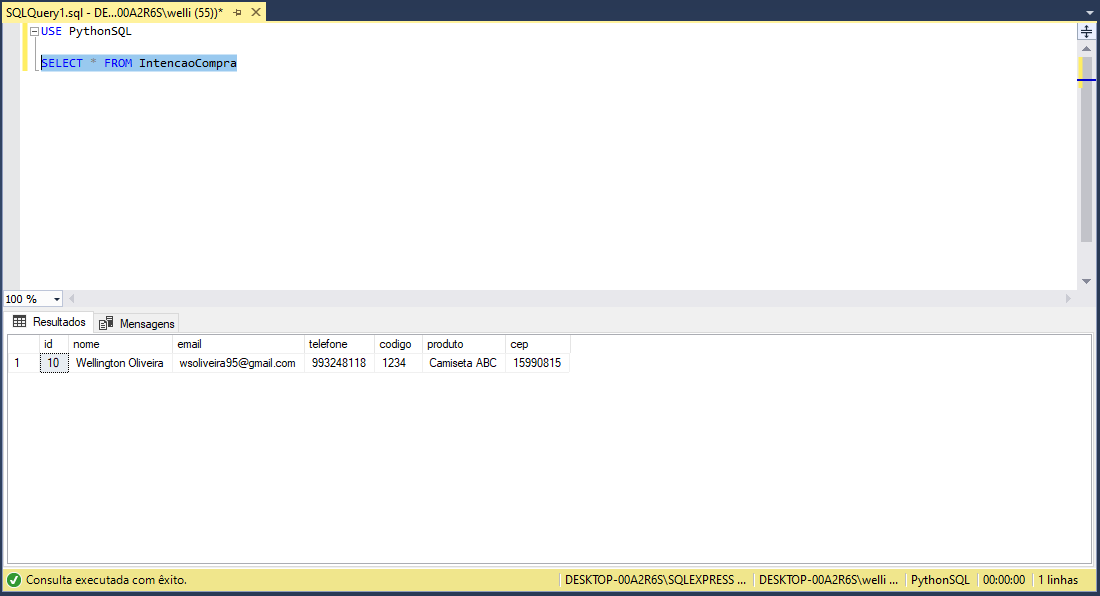 SQLQuery1.sql - DE...00A2R6S\welli (55))*
USE PythonSQL
SELECT * FROM IntencaoCompra
100 %
Resultados Mensagens
id nome email telefone codigo produto cep
1 10 Wellington Oliveira wsoliveira95@gmail.com 993248118 1234 Camiseta ABC 15990815
Consulta executada com êxito. DESKTOP-00A2R6S\SQLEXPRESS ... DESKTOP-00A2R6S\welli ... PythonSQL 00:00:00 1 linhas